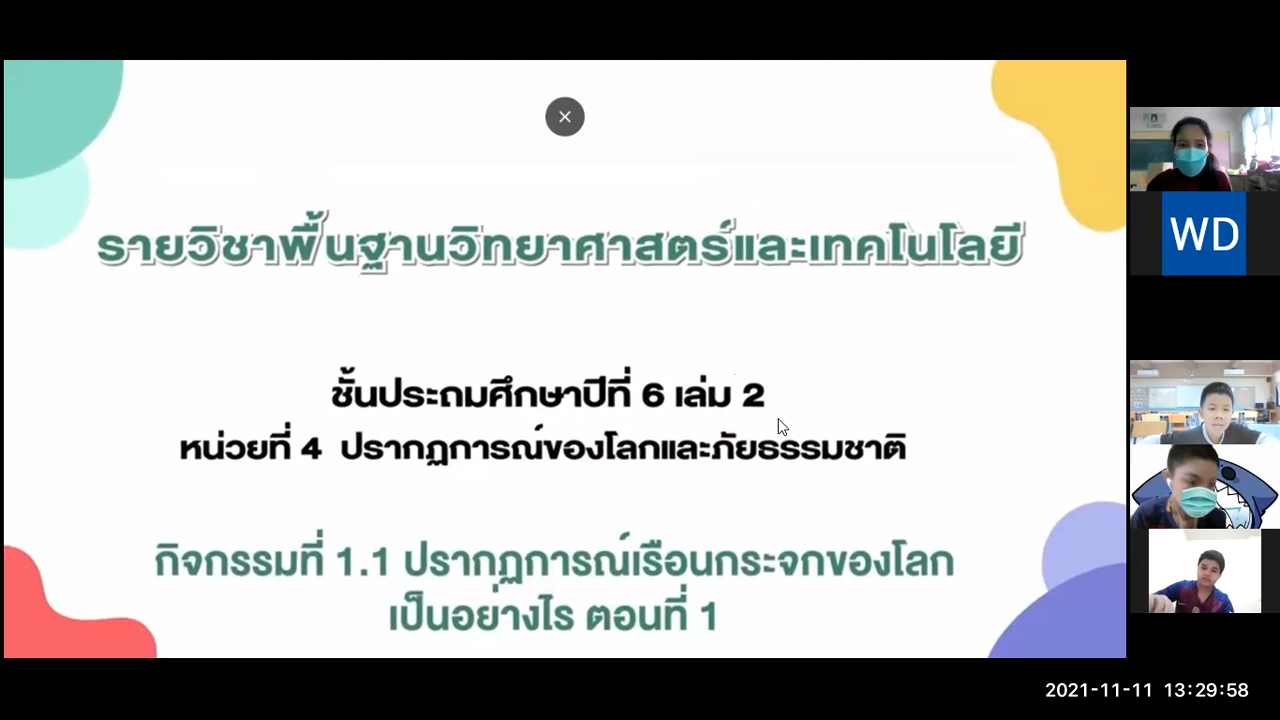 รายวิชาพื้นฐานวิทยาศาสตร์และเทคโนโลยี
ชั้นประถมศึกษาปีที่ 6 เล่ม 2
หน่วยที่ 4 ปรากฏการณ์ของโลกและภัยธรรมชาติ
กิจกรรมที่ 1.1 ปรากฏการณ์เรือนกระจกของโลก
เป็นอย่างไร ตอนที่ 1
WD
2021-11-11 13:29:58